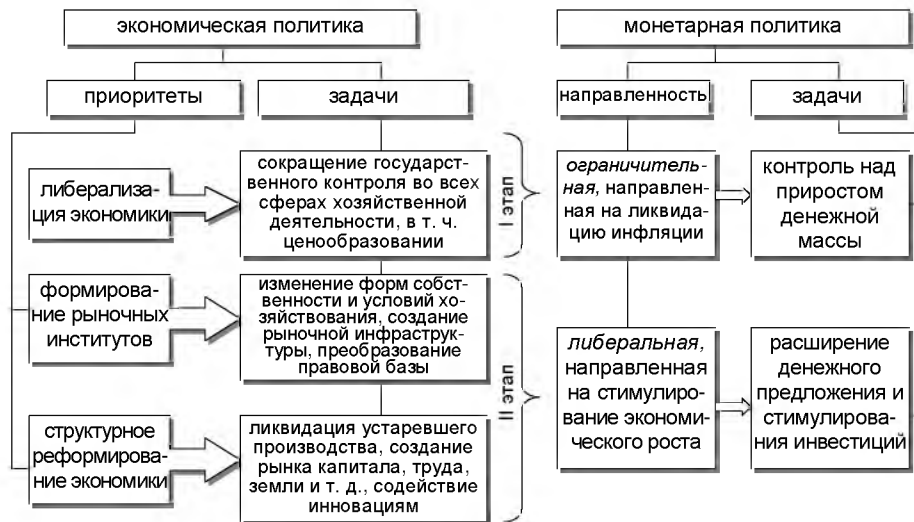 экономическая политика
монетарная политика
приоритеты
задачи
направленность
задачи
либерализа-
ция экономики
сокращение государст-
венного контроля во всех
сферах хозяйственной
деятельности, в т. ч.
ценообразовании
I этап
ограничитель-
ная, направлен-
ная на ликвида-
цию инфляции
контроль над
приростом
денежной
массы
формирова-
ние рыночных
институтов
изменение форм соб-
ственности и условий хо-
зяйствования, создание
рыночной инфраструк-
туры, преобразование
правовой базы
II этап
либеральная,
направленная
на стимулиро-
вание экономи-
ческого роста
расширение
денежного
предложения и
стимулирова-
ния инвестиций
структурное
реформирова-
ние экономики
ликвидация устаревшего
производства, создание
рынка капитала, труда,
земли и т. д., содействие
инновациям